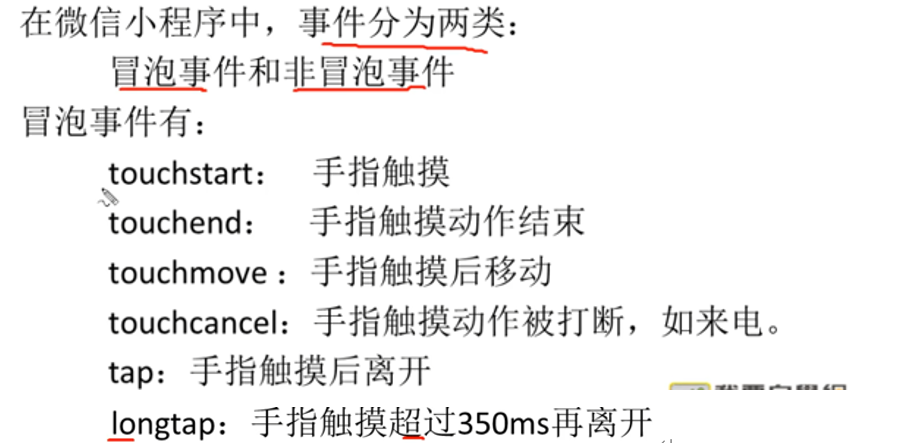 在微信小程序中，事件分为两类：
冒泡事件和非冒泡事件
冒泡事件有：
touchstart： 手指触摸
touchend： 手指触摸动作结束
touchmove ：手指触摸后移动
touchcancel：手指触摸动作被打断，如来电。
tap：手指触摸后离开
longtap：手指触摸超过350ms再离开